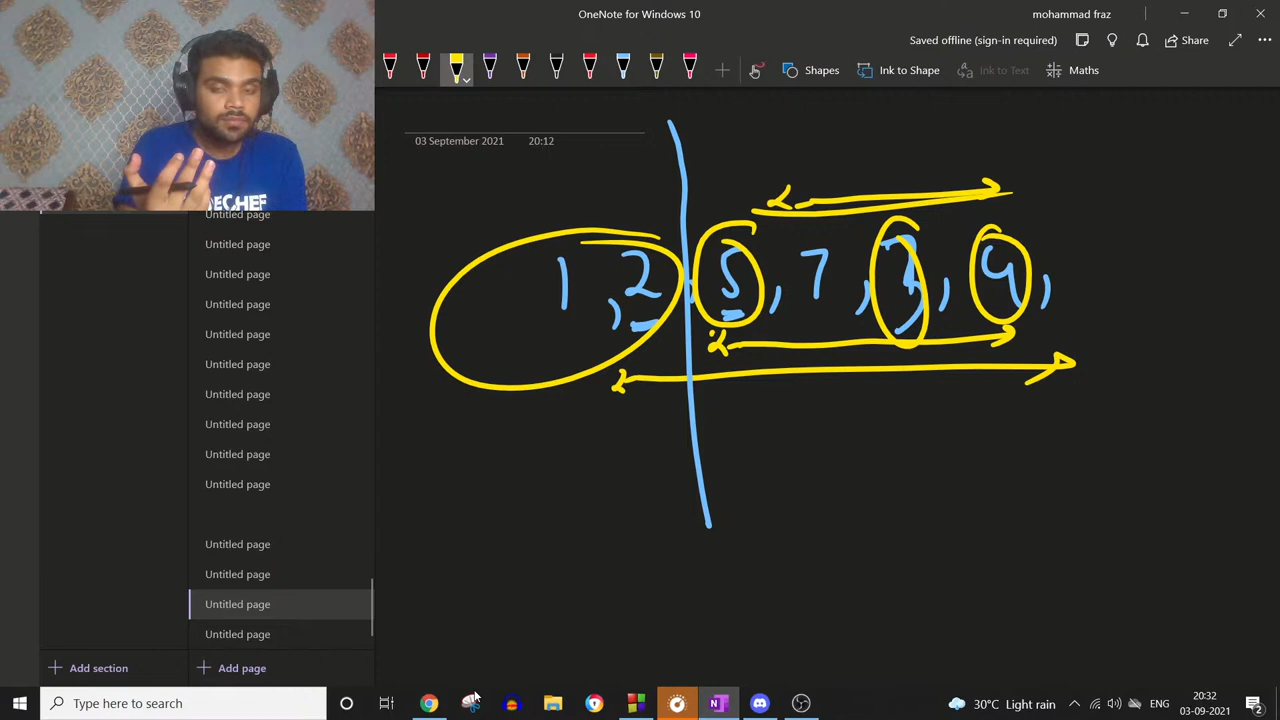 OneNote for Windows 10
mohammad fraz
Saved offline (sign-in required)
Share
Shapes
Ink to Shape
Ink to Text
Maths
03 September 2021 20:12
ECHEF
Untitled page
Untitled page
Untitled page
Untitled page
Untitled page
Untitled page
Untitled page
Untitled page
Untitled page
Untitled page
Untitled page
Untitled page
Untitled page
Untitled page
1, 2, 5, 7, 7, 9,
Add section
Add page
Type here to search
30°C Light rain
ENG
20:32
03-09-2021
2